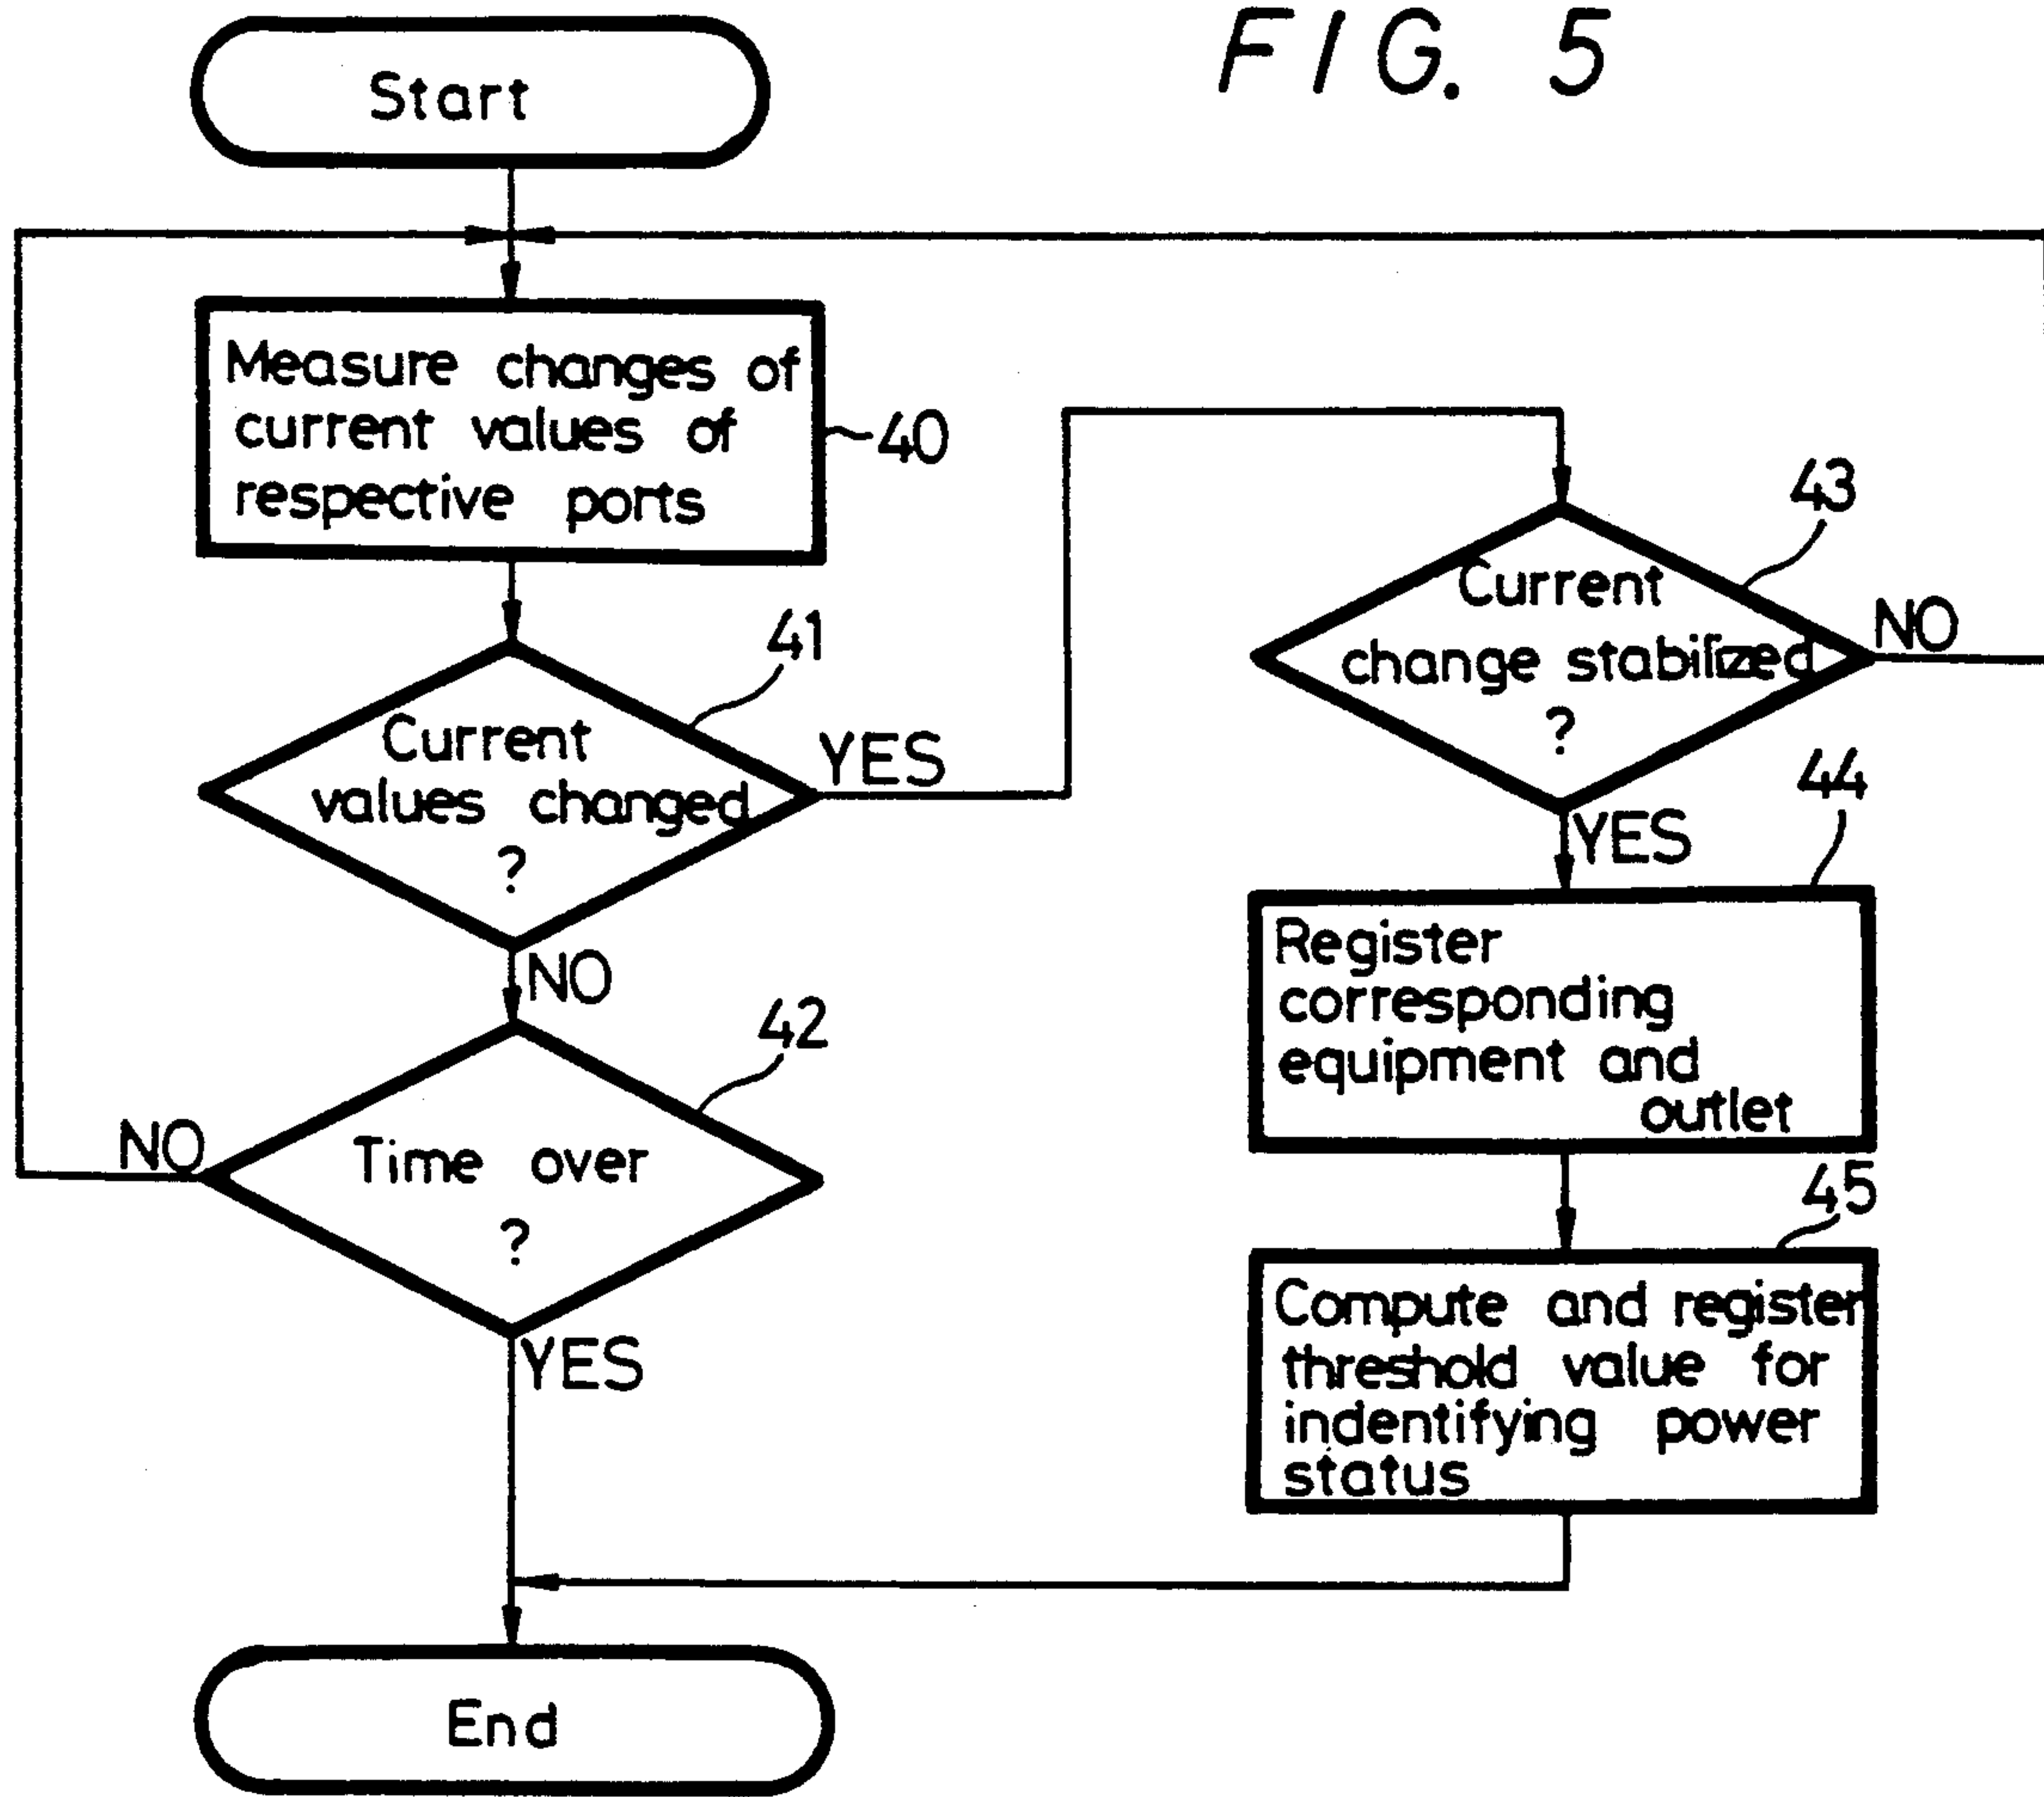 FIG. 5
Start
Measure changes of
current values of
respective ports
40
Current
values changed
?
41
YES
NO
Time over
?
42
NO
YES
Current
change stabilized
?
43
NO
YES
Register
corresponding
equipment and
outlet
44
Compute and register
threshold value for
indentifying power
status
45
End